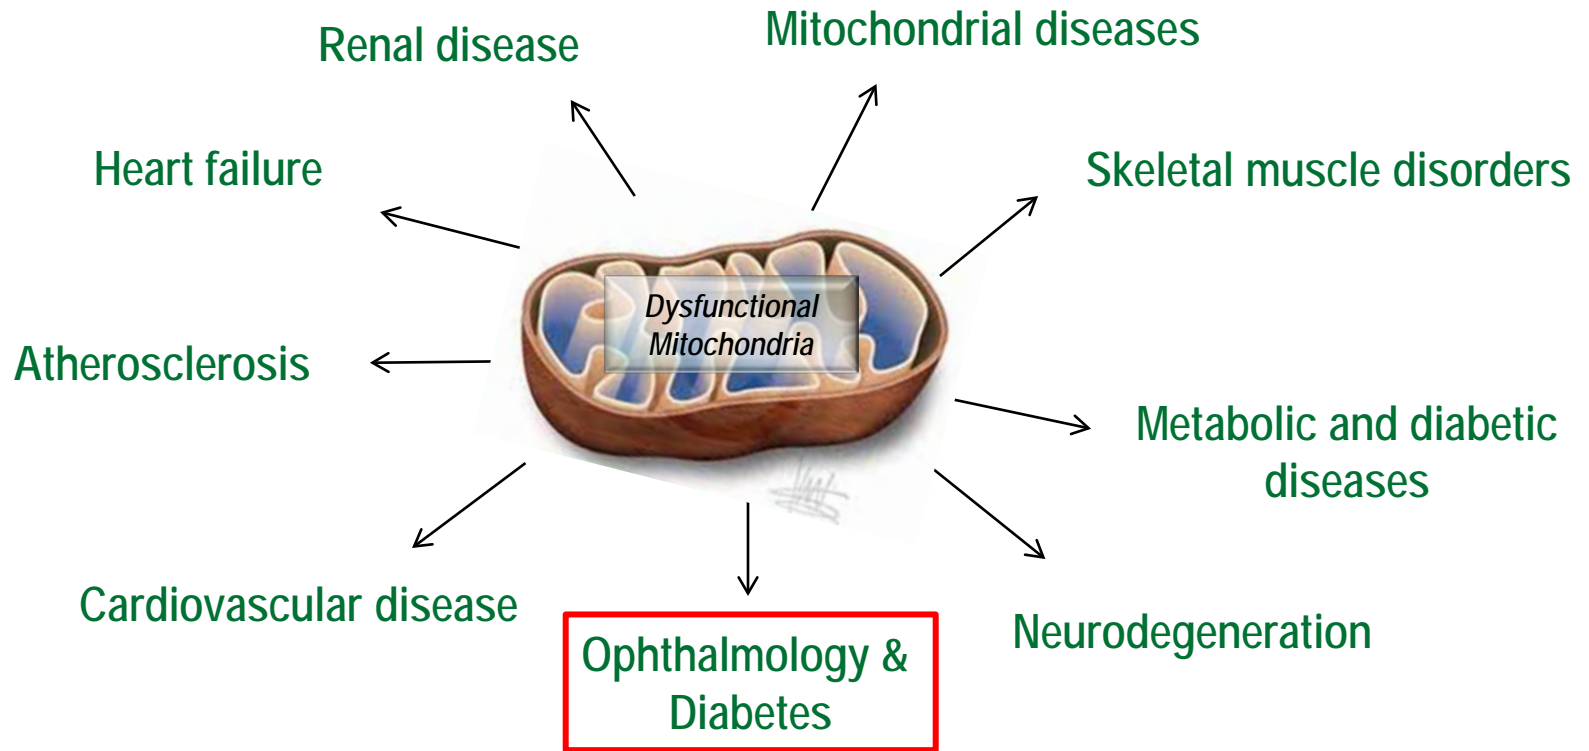 Mitochondrial diseases
Renal disease
Heart failure
Skeletal muscle disorders
Dysfunctional
Mitochondria
Atherosclerosis
Metabolic and diabetic
diseases
Cardiovascular disease
Neurodegeneration
Ophthalmology &
Diabetes